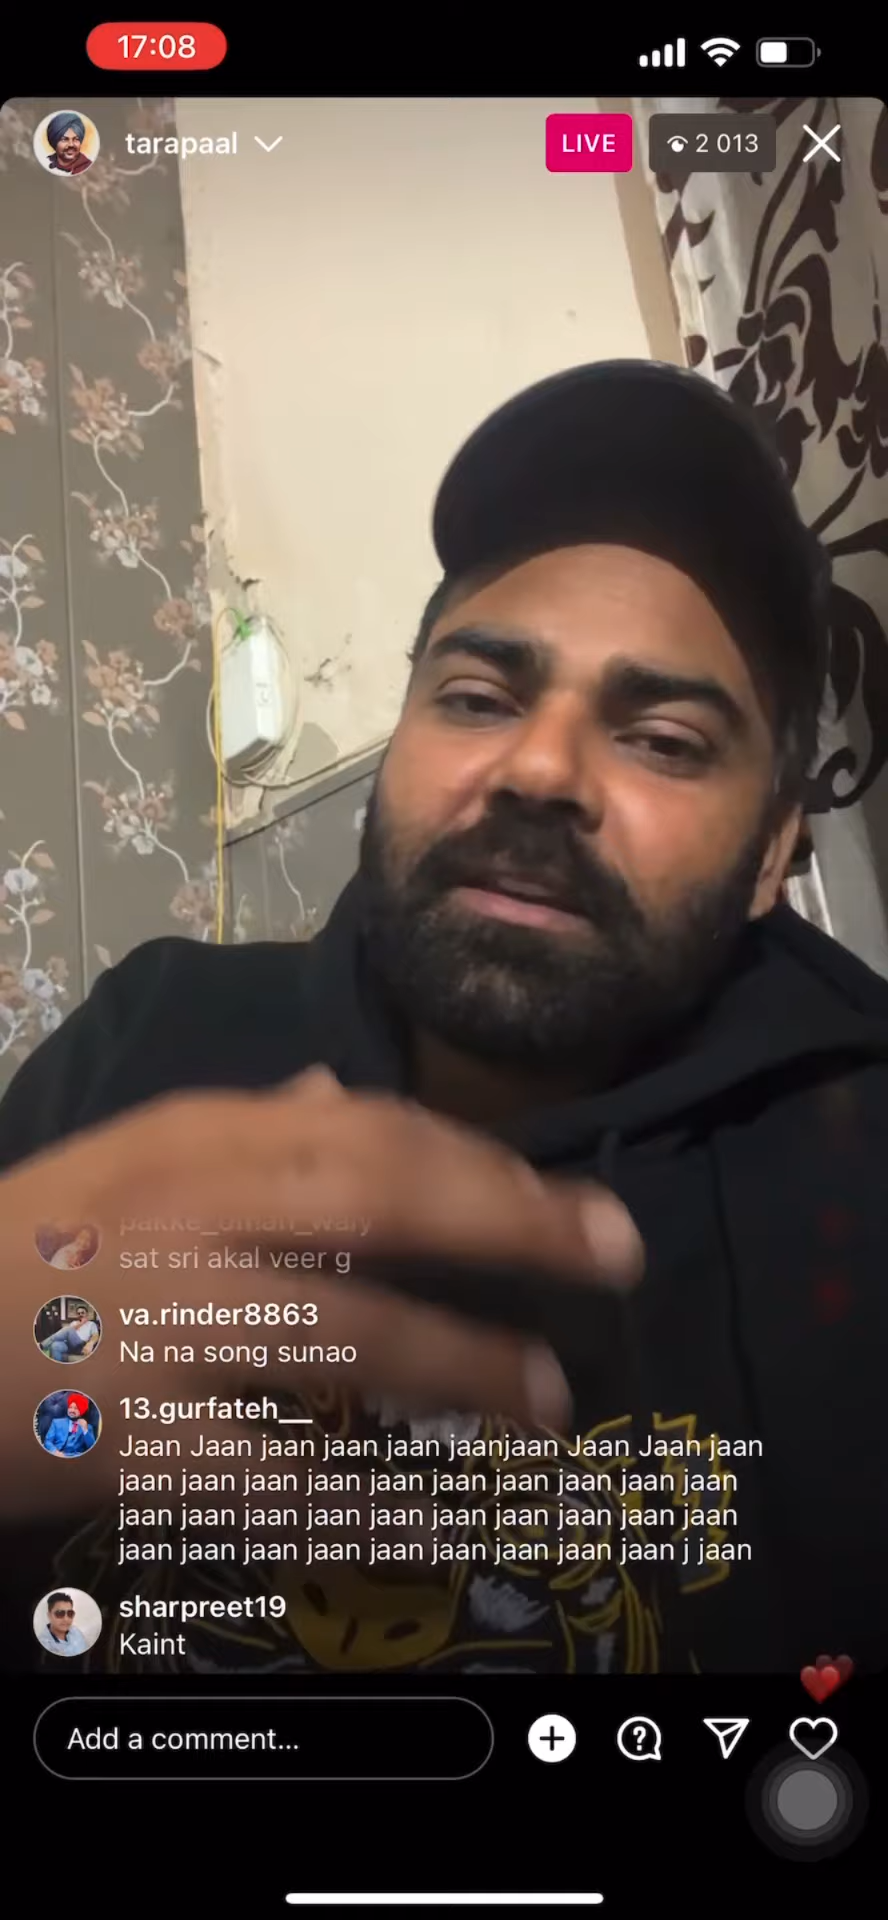 17:08
tarapaal
LIVE
2 013
pakke_uman_waly
sat sri akal veer g
va.rinder8863
Na na song sunao
13.gurfateh__
Jaan Jaan jaan jaan jaan jaanjaan Jaan Jaan jaan
jaan jaan jaan jaan jaan jaan jaan jaan jaan jaan
jaan jaan jaan jaan jaan jaan jaan jaan jaan jaan
jaan jaan jaan jaan jaan jaan jaan jaan jaan j jaan
sharpreet19
Kaint
Add a comment...